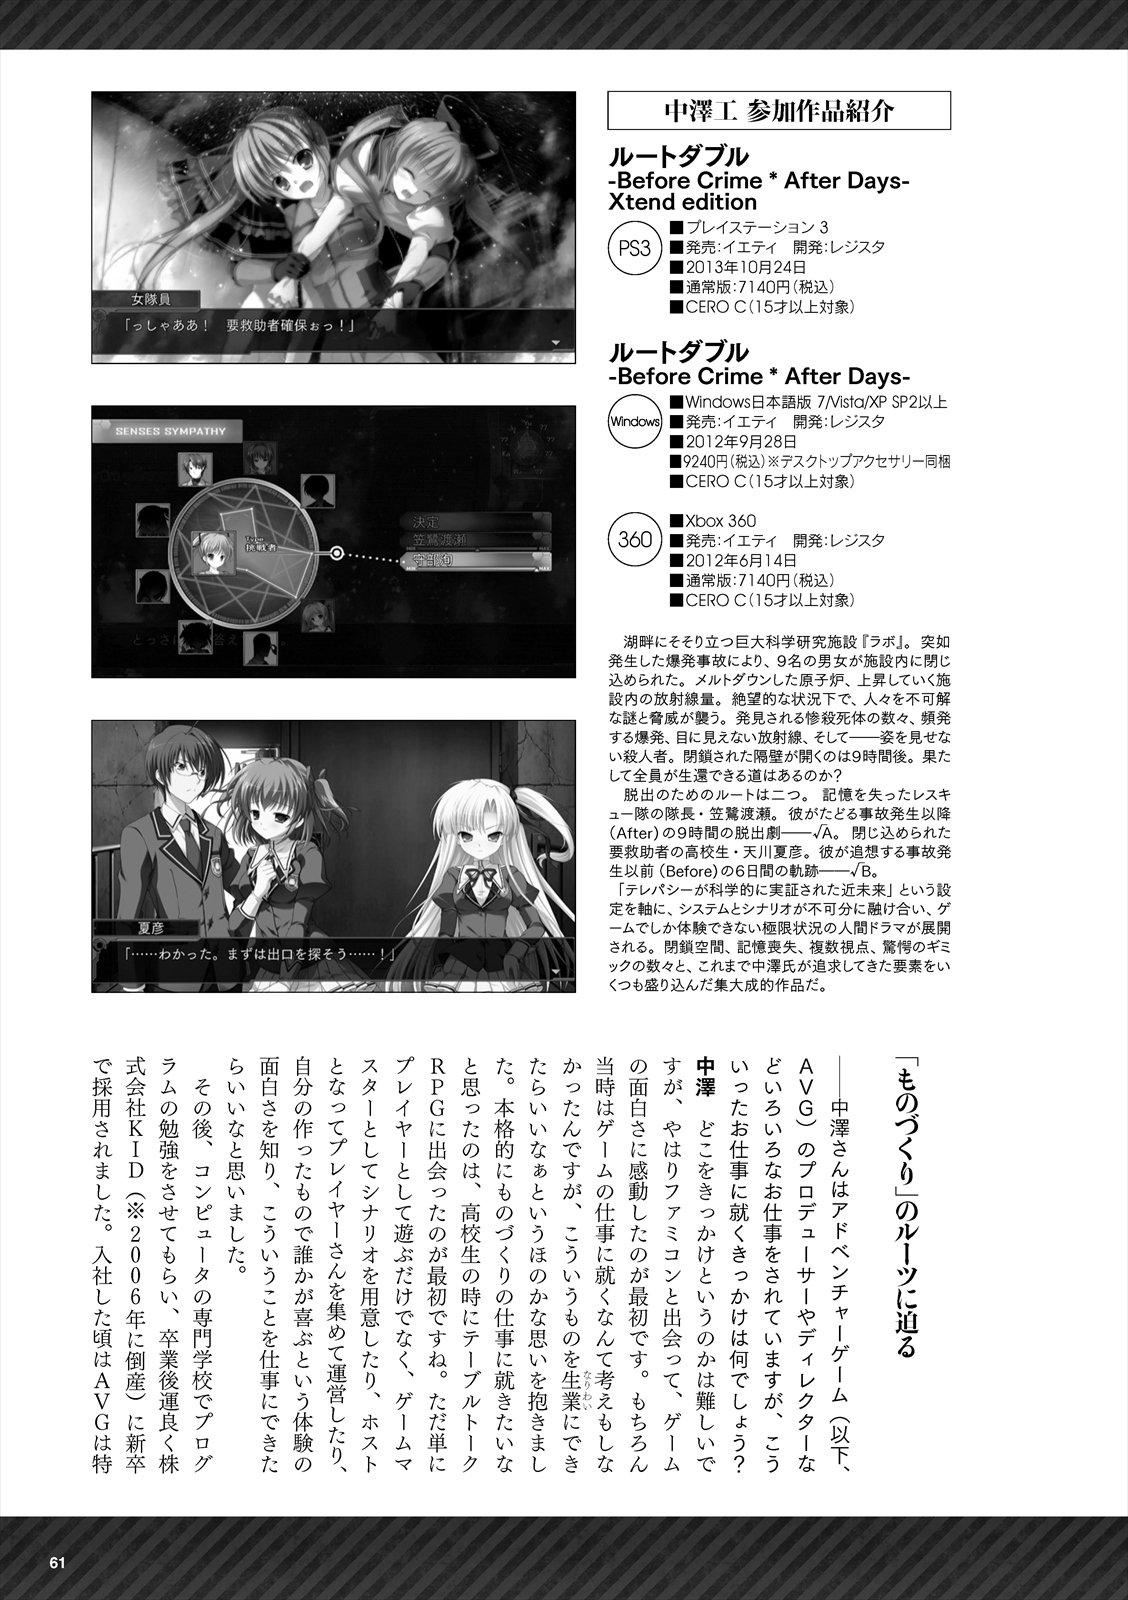 中澤工 参加作品紹介
ルートダブル
-Before Crime * After Days-
Xtend edition
PS3
■プレイステーション 3
■発売：イエティ　開発：レジスタ
■2013年10月24日
■通常版：7140円（税込）
■CERO C（15才以上対象）
ルートダブル
-Before Crime * After Days-
Windows
■Windows日本語版 7/Vista/XP SP2以上
■発売：イエティ　開発：レジスタ
■2012年9月28日
■9240円（税込）※デスクトップアクセサリー同梱
■CERO C（15才以上対象）
360
■Xbox 360
■発売：イエティ　開発：レジスタ
■2012年6月14日
■通常版：7140円（税込）
■CERO C（15才以上対象）
　湖畔にそそり立つ巨大科学研究施設『ラボ』。突如
発生した爆発事故により、９名の男女が施設内に閉じ
込められた。メルトダウンした原子炉、上昇していく施
設内の放射線量。絶望的な状況下で、人々を不可解
な謎と脅威が襲う。発見される惨殺死体の数々、頻発
する爆発、目に見えない放射線、そして――姿を見せな
い殺人者。閉鎖された隔壁が開くのは９時間後。果た
して全員が生還できる道はあるのか？
　脱出のためのルートは二つ。記憶を失ったレスキ
ュー隊の隊長・笠鷺渡瀬。彼がたどる事故発生以降
（After）の９時間の脱出劇――√A。閉じ込められた
要救助者の高校生・天川夏彦。彼が追想する事故発
生以前（Before）の６日間の軌跡――√B。
　「テレパシーが科学的に実証された近未来」という設
定を軸に、システムとシナリオが不可分に融け合い、ゲ
ームでしか体験できない極限状況の人間ドラマが展開
される。閉鎖空間、記憶喪失、複数視点、驚愕のギミ
ックの数々と、これまで中澤氏が追求してきた要素をい
くつも盛り込んだ集大成的作品だ。
女隊員
「っしゃああ！　要救助者確保ぉっ！」
SENSES SYMPATHY
Type
挑戦者
決定
笠鷺渡瀬
MIN MAX
守部洵
MIN MAX
夏彦
「……わかった。まずは出口を探そう……！」
「ものづくり」のルーツに迫る
――中澤さんはアドベンチャーゲーム（以下、
ＡＶＧ）のプロデューサーやディレクターな
どいろいろなお仕事をされていますが、こう
いったお仕事に就くきっかけは何でしょう？
中澤　どこをきっかけというのかは難しいで
すが、やはりファミコンと出会って、ゲーム
の面白さに感動したのが最初です。もちろん
当時はゲームの仕事に就くなんて考えもしな
かったんですが、こういうものを生業にでき
なりわい
たらいいなぁというほのかな思いを抱きまし
た。本格的にものづくりの仕事に就きたいな
と思ったのは、高校生の時にテーブルトーク
ＲＰＧに出会ったのが最初ですね。ただ単に
プレイヤーとして遊ぶだけでなく、ゲームマ
スターとしてシナリオを用意したり、ホスト
となってプレイヤーさんを集めて運営したり、
自分の作ったもので誰かが喜ぶという体験の
面白さを知り、こういうことを仕事にできた
らいいなと思いました。
　その後、コンピュータの専門学校でプログ
ラムの勉強をさせてもらい、卒業後運良く株
式会社ＫＩＤ（※２００６年に倒産）に新卒
で採用されました。入社した頃はＡＶＧは特
61